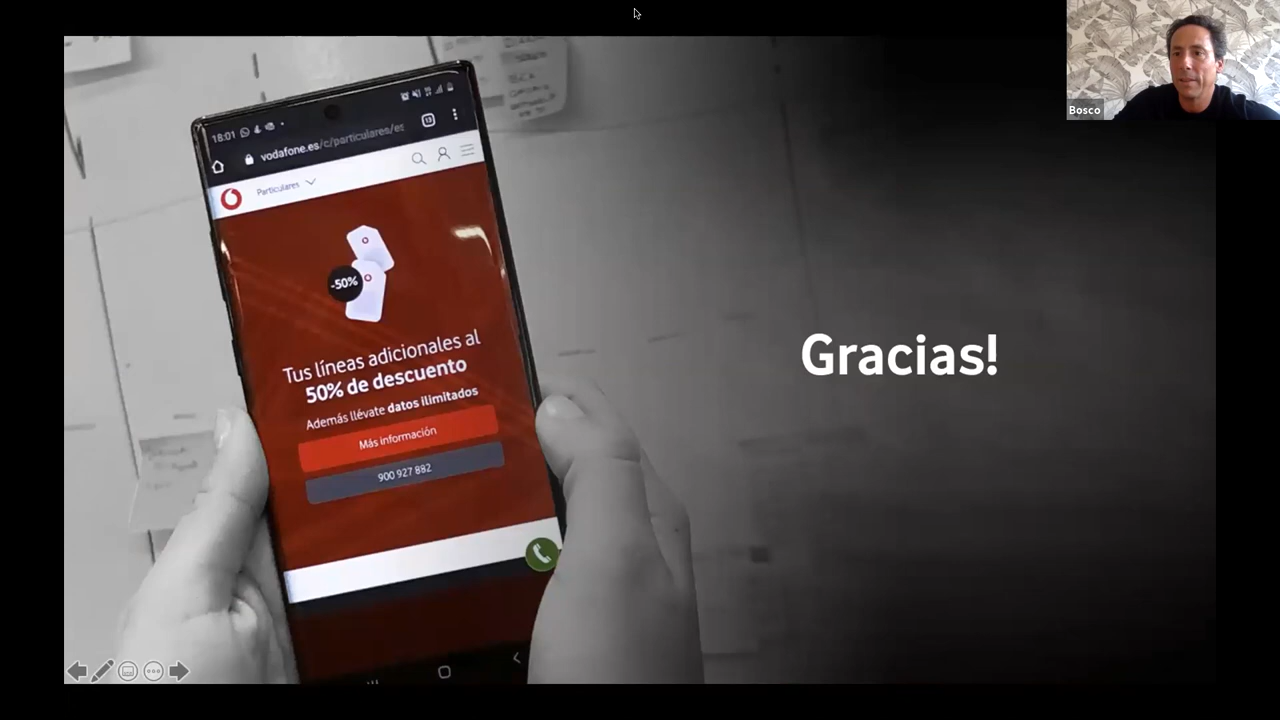 Bosco
18:01
13
vodafone.es/c/particulares/es
Particulares
-50%
Tus líneas adicionales al
50% de descuento
Además llévate datos ilimitados
Más información
900 927 882
Gracias!